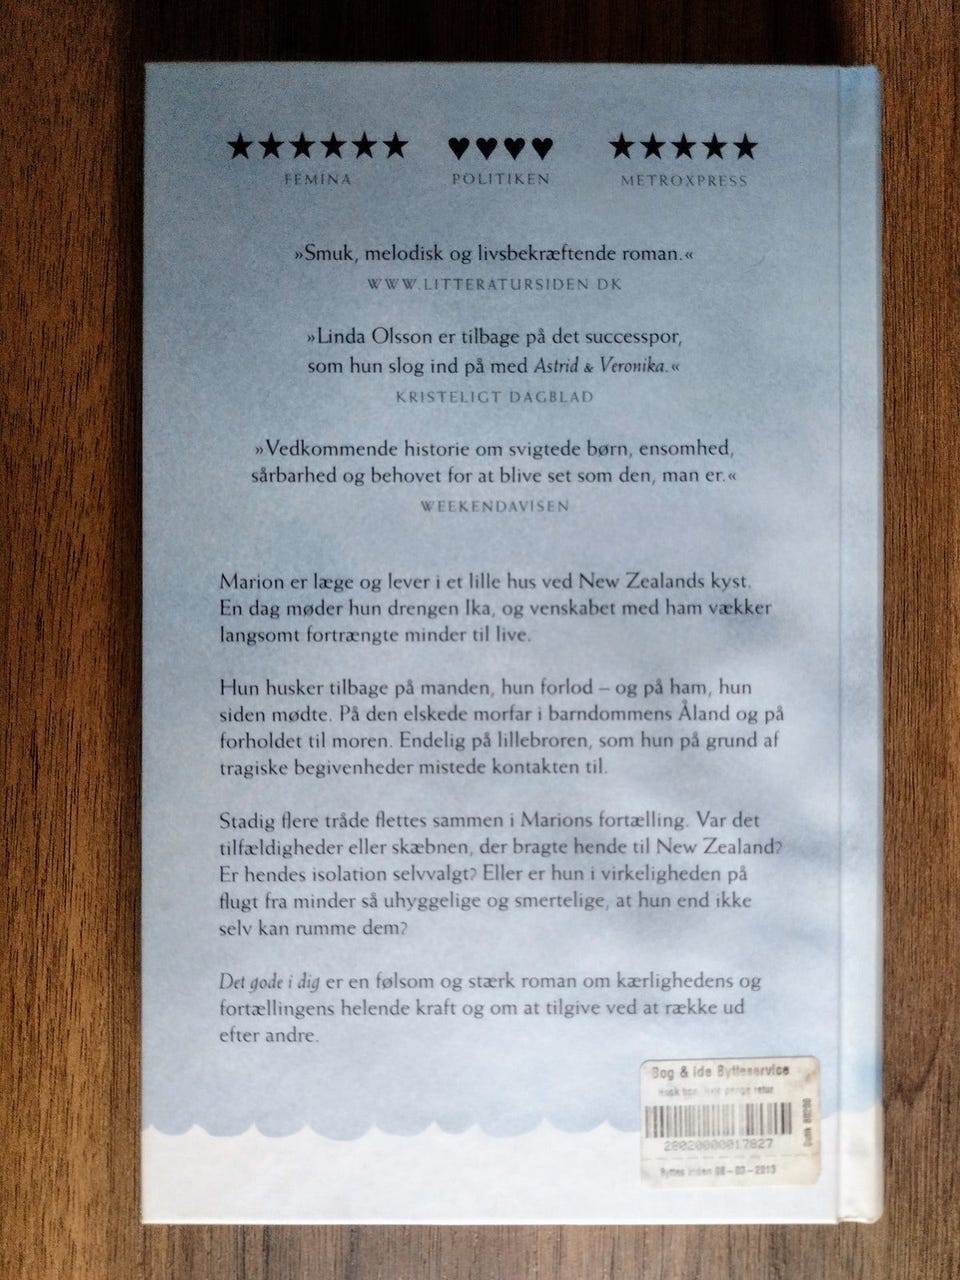 ★★★★★★ ♥♥♥♥ ★★★★★
FEMINA POLITIKEN METROXPRESS
»Smuk, melodisk og livsbekræftende roman.«
WWW.LITTERATURSIDEN.DK
»Linda Olsson er tilbage på det successpor,
som hun slog ind på med Astrid & Veronika.«
KRISTELIGT DAGBLAD
»Vedkommende historie om svigtede børn, ensomhed,
sårbarhed og behovet for at blive set som den, man er.«
WEEKENDAVISEN
Marion er læge og lever i et lille hus ved New Zealands kyst.
En dag møder hun drengen Ika, og venskabet med ham vækker
langsomt fortrængte minder til live.
Hun husker tilbage på manden, hun forlod – og på ham, hun
siden mødte. På den elskede morfar i barndommens Åland og på
forholdet til moren. Endelig på lillebroren, som hun på grund af
tragiske begivenheder mistede kontakten til.
Stadig flere tråde flettes sammen i Marions fortælling. Var det
tilfældigheder eller skæbnen, der bragte hende til New Zealand?
Er hendes isolation selvvalgt? Eller er hun i virkeligheden på
flugt fra minder så uhyggelige og smertelige, at hun end ikke
selv kan rumme dem?
Det gode i dig er en følsom og stærk roman om kærlighedens og
fortællingens helende kraft og om at tilgive ved at række ud
efter andre.
Bog & ide Bytteservice
penge retur
28020000017827
Byttes inden 08-03-2013